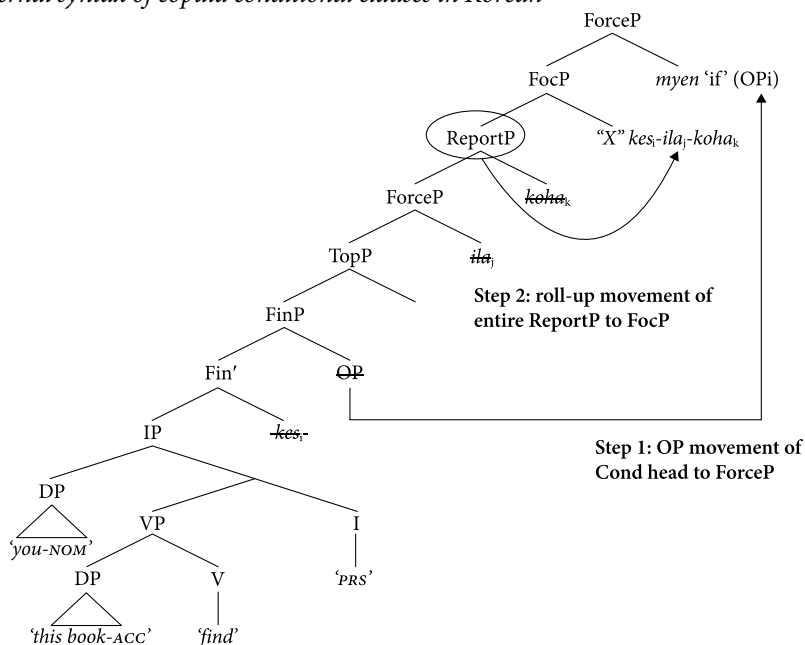 ernal syntax of copula conditional clauses in Korean
ForceP
FocP myen ‘if’ (OPi)
ReportP “X” kesi-ilaj-kohak
ForceP kohak
TopP ilaj
Step 2: roll-up movement of
entire ReportP to FocP
FinP
Fin′ OP
IP kesi
Step 1: OP movement of
Cond head to ForceP
DP
VP I
‘you-NOM’
DP V ‘PRS’
‘this book-ACC’ ‘find’